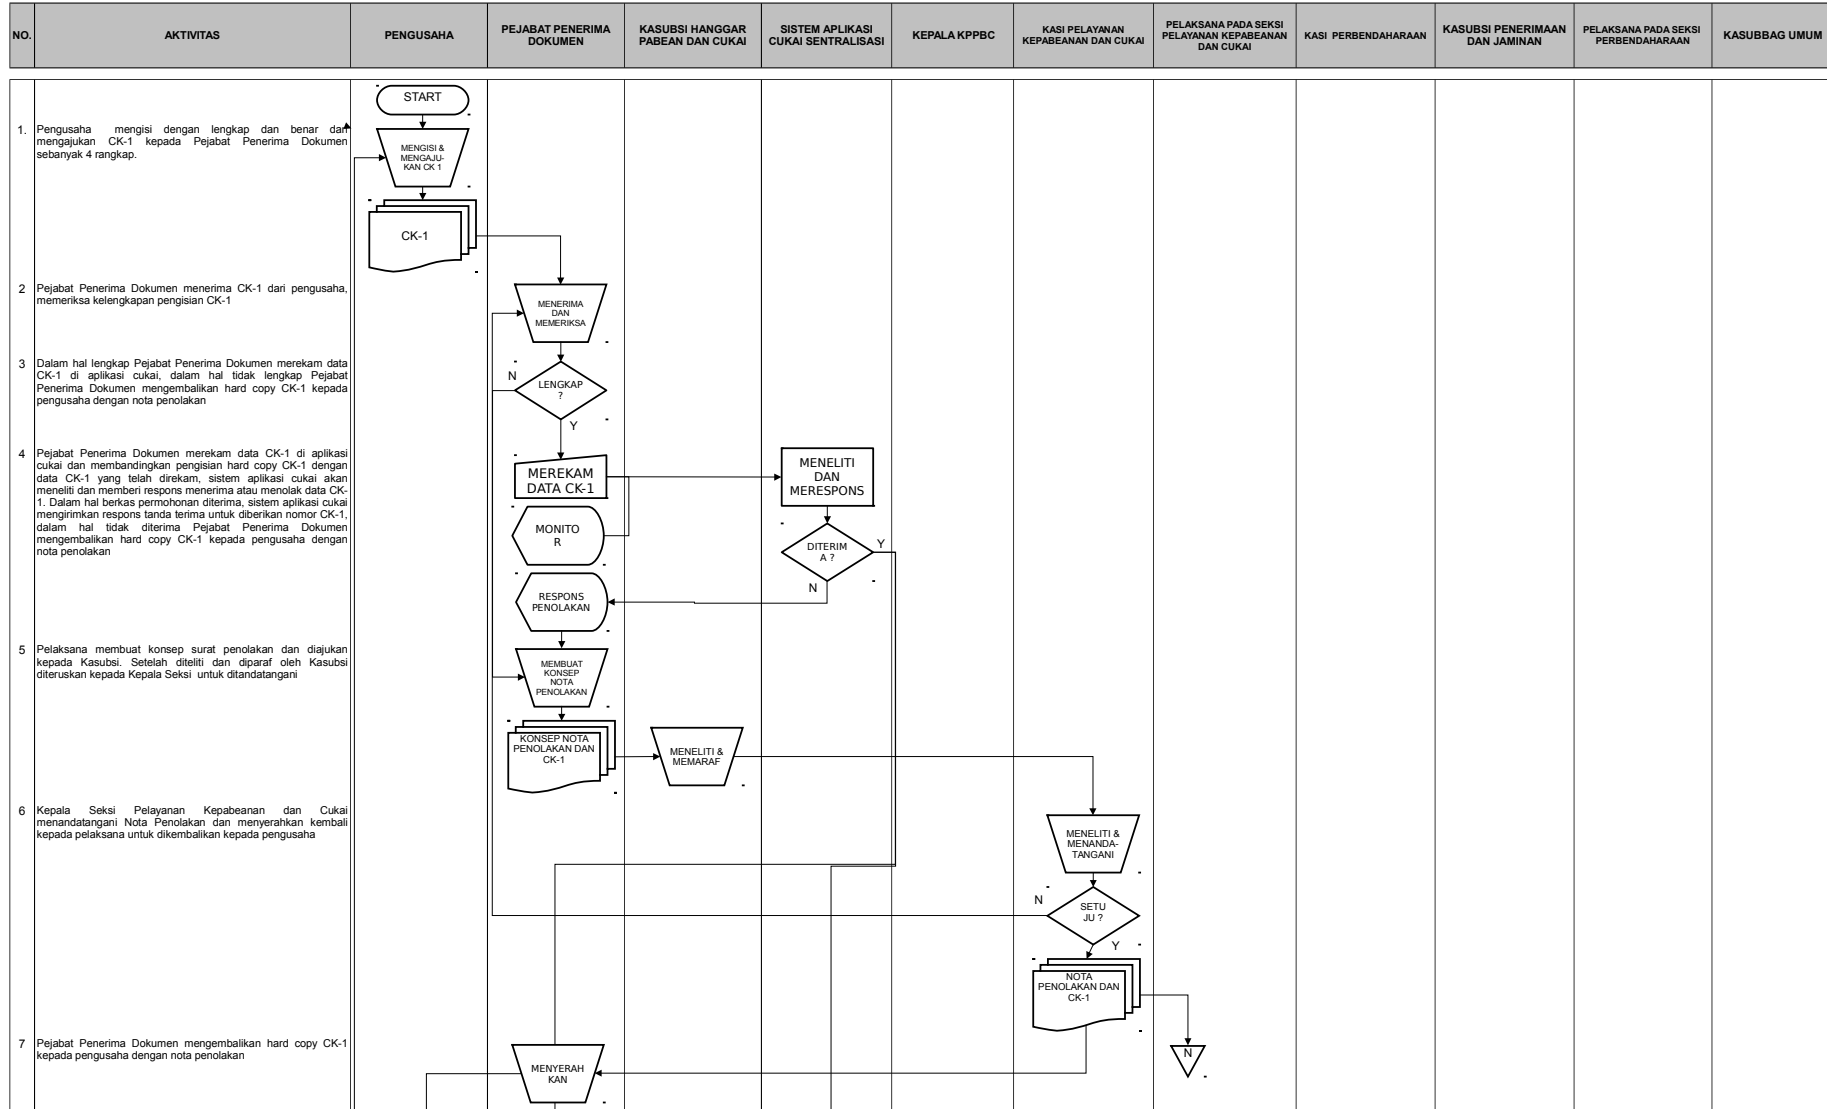 NO.
AKTIVITAS
PENGUSAHA
PEJABAT PENERIMA
DOKUMEN
KASUBSI HANGGAR
PABEAN DAN CUKAI
SISTEM APLIKASI
CUKAI SENTRALISASI
KEPALA KPPBC
KASI PELAYANAN
KEPABEANAN DAN CUKAI
PELAKSANA PADA SEKSI
PELAYANAN KEPABEANAN
DAN CUKAI
KASI PERBENDAHARAAN
KASUBSI PENERIMAAN
DAN JAMINAN
PELAKSANA PADA SEKSI
PERBENDAHARAAN
KASUBBAG UMUM
START
1.
Pengusaha mengisi dengan lengkap dan benar dan
mengajukan CK-1 kepada Pejabat Penerima Dokumen
sebanyak 4 rangkap.
MENGISI &
MENGAJU-
KAN CK 1
CK-1
2
Pejabat Penerima Dokumen menerima CK-1 dari pengusaha,
memeriksa kelengkapan pengisian CK-1
MENERIMA
DAN
MEMERIKSA
3
Dalam hal lengkap Pejabat Penerima Dokumen merekam data
CK-1 di aplikasi cukai, dalam hal tidak lengkap Pejabat
Penerima Dokumen mengembalikan hard copy CK-1 kepada
pengusaha dengan nota penolakan
N
LENGKAP
?
Y
4
Pejabat Penerima Dokumen merekam data CK-1 di aplikasi
cukai dan membandingkan pengisian hard copy CK-1 dengan
data CK-1 yang telah direkam, sistem aplikasi cukai akan
meneliti dan memberi respons menerima atau menolak data CK-
1. Dalam hal berkas permohonan diterima, sistem aplikasi cukai
mengirimkan respons tanda terima untuk diberikan nomor CK-1,
dalam hal tidak diterima Pejabat Penerima Dokumen
mengembalikan hard copy CK-1 kepada pengusaha dengan
nota penolakan
MEREKAM
DATA CK-1
MENELITI
DAN
MERESPONS
MONITO
R
DITERIM
A ?
Y
N
RESPONS
PENOLAKAN
5
Pelaksana membuat konsep surat penolakan dan diajukan
kepada Kasubsi. Setelah diteliti dan diparaf oleh Kasubsi
diteruskan kepada Kepala Seksi untuk ditandatangani
MEMBUAT
KONSEP
NOTA
PENOLAKAN
KONSEP NOTA
PENOLAKAN DAN
CK-1
MENELITI &
MEMARAF
6
Kepala Seksi Pelayanan Kepabeanan dan Cukai
menandatangani Nota Penolakan dan menyerahkan kembali
kepada pelaksana untuk dikembalikan kepada pengusaha
MENELITI &
MENANDA-
TANGANI
N
SETU
JU ?
Y
NOTA
PENOLAKAN DAN
CK-1
7
Pejabat Penerima Dokumen mengembalikan hard copy CK-1
kepada pengusaha dengan nota penolakan
MENYERAH
KAN
N